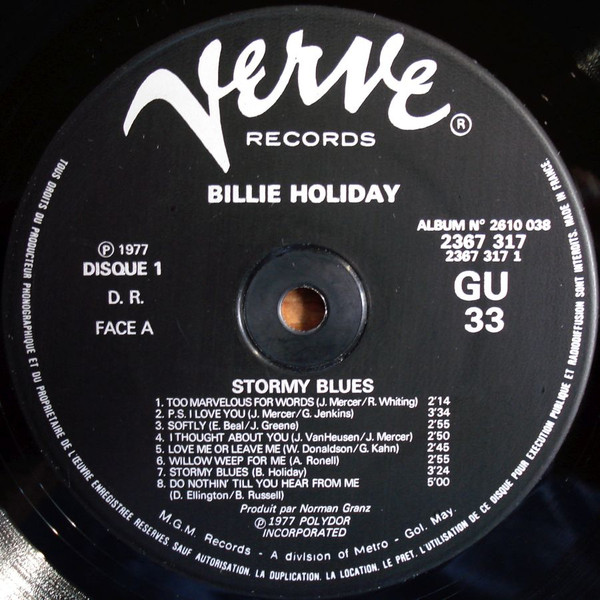 Verve
RECORDS
®
BILLIE HOLIDAY
ALBUM N° 2610 038
2367 317
2367 317 1
GU
33
℗ 1977
DISQUE 1
D. R.
FACE A
STORMY BLUES
1. TOO MARVELOUS FOR WORDS (J. Mercer/R. Whiting) 2'14
2. P.S. I LOVE YOU (J. Mercer/G. Jenkins) 3'34
3. SOFTLY (E. Beal/J. Greene) 2'55
4. I THOUGHT ABOUT YOU (J. VanHeusen/J. Mercer) 2'50
5. LOVE ME OR LEAVE ME (W. Donaldson/G. Kahn) 2'45
6. WILLOW WEEP FOR ME (A. Ronell) 2'55
7. STORMY BLUES (B. Holiday) 3'24
8. DO NOTHIN' TILL YOU HEAR FROM ME 5'00
(D. Ellington/B. Russell)
Produit par Norman Granz
℗ 1977 POLYDOR
INCORPORATED
M.G.M. Records - A division of Metro - Gol. May.
TOUS DROITS DU PRODUCTEUR PHONOGRAPHIQUE ET DU PROPRIETAIRE DE L'ŒUVRE ENREGISTREE RESERVES. SAUF AUTORISATION. LA DUPLICATION. LA LOCATION. LE PRET. L'UTILISATION DE CE DISQUE POUR EXECUTION PUBLIQUE ET RADIODIFFUSION SONT INTERDITS. MADE IN FRANCE.